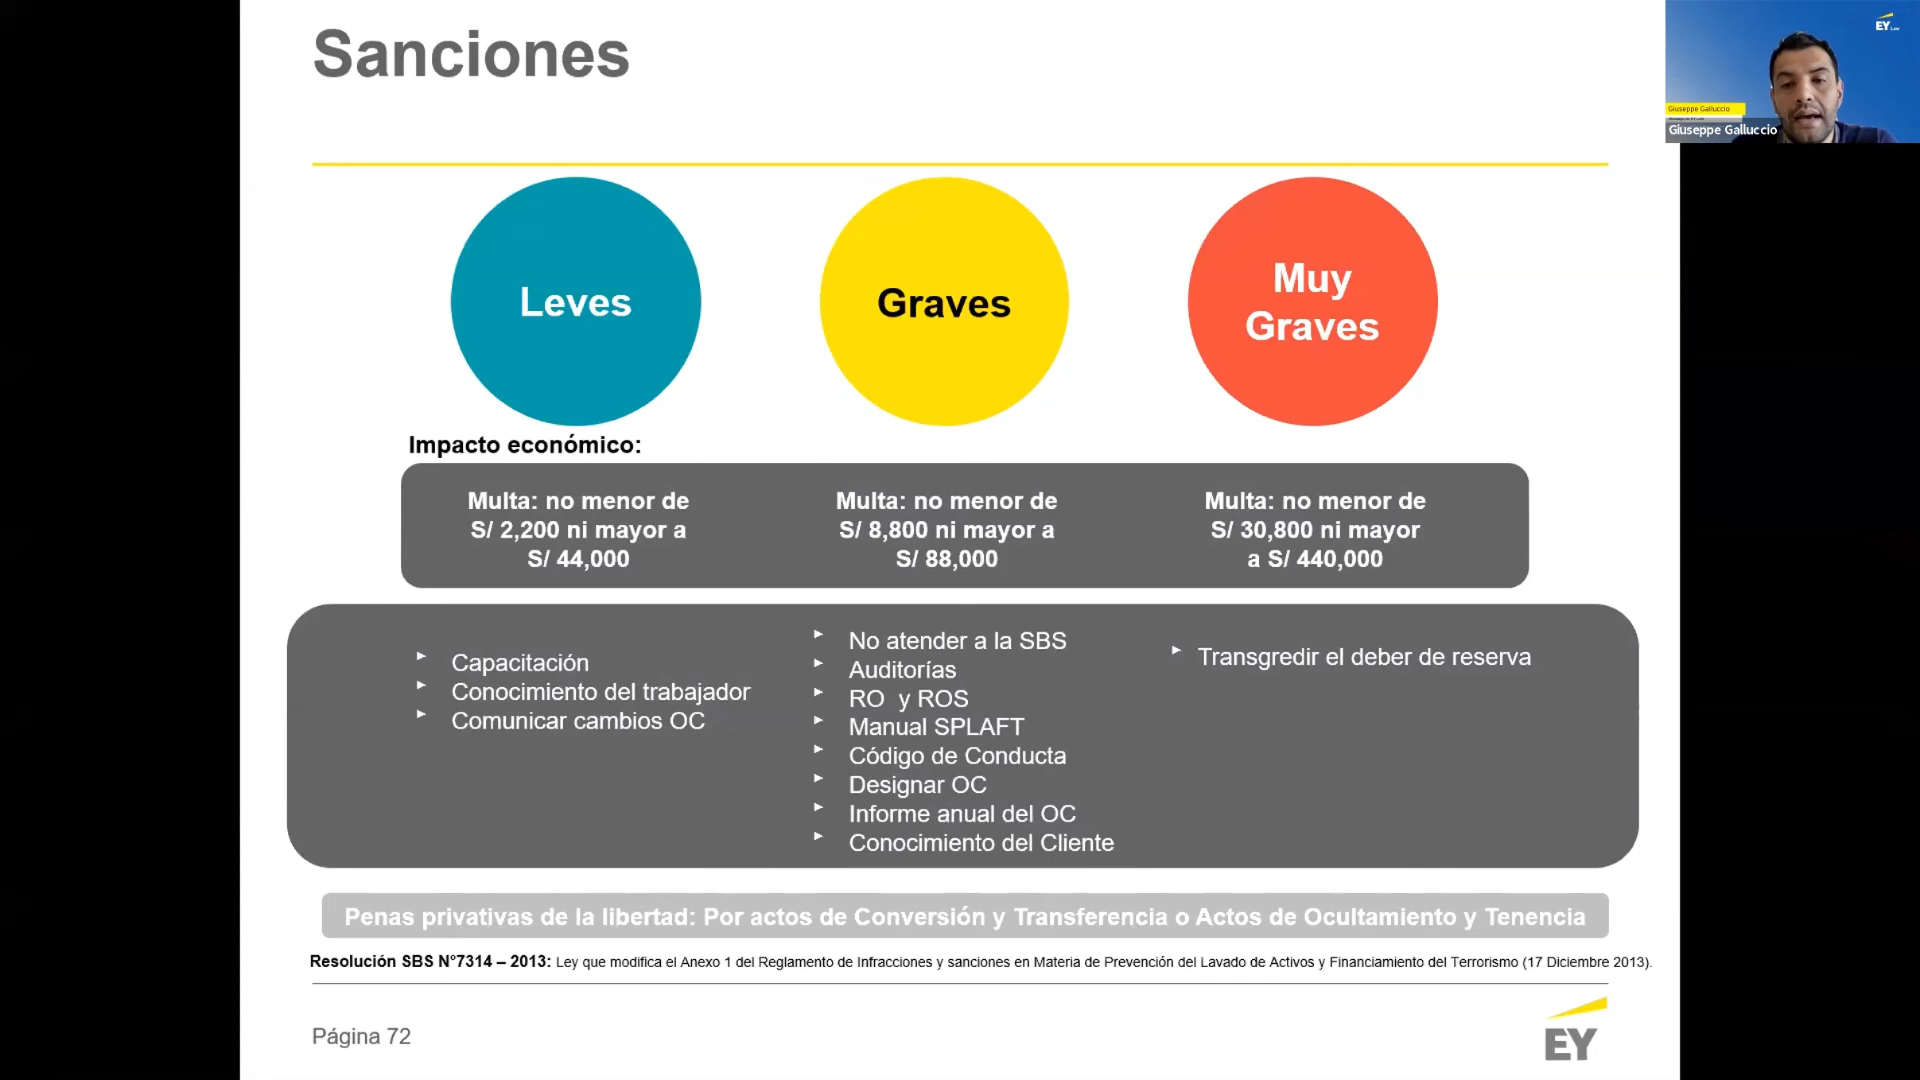 Sanciones
EY
Giuseppe Galluccio
Giuseppe Galluccio
Leves
Graves
Muy
Graves
Impacto económico:
Multa: no menor de
S/ 2,200 ni mayor a
S/ 44,000
Multa: no menor de
S/ 8,800 ni mayor a
S/ 88,000
Multa: no menor de
S/ 30,800 ni mayor
a S/ 440,000
Capacitación
Conocimiento del trabajador
Comunicar cambios OC
No atender a la SBS
Auditorías
RO y ROS
Manual SPLAFT
Código de Conducta
Designar OC
Informe anual del OC
Conocimiento del Cliente
Transgredir el deber de reserva
Penas privativas de la libertad: Por actos de Conversión y Transferencia o Actos de Ocultamiento y Tenencia
Resolución SBS N°7314 – 2013: Ley que modifica el Anexo 1 del Reglamento de Infracciones y sanciones en Materia de Prevención del Lavado de Activos y Financiamiento del Terrorismo (17 Diciembre 2013).
Página 72
EY